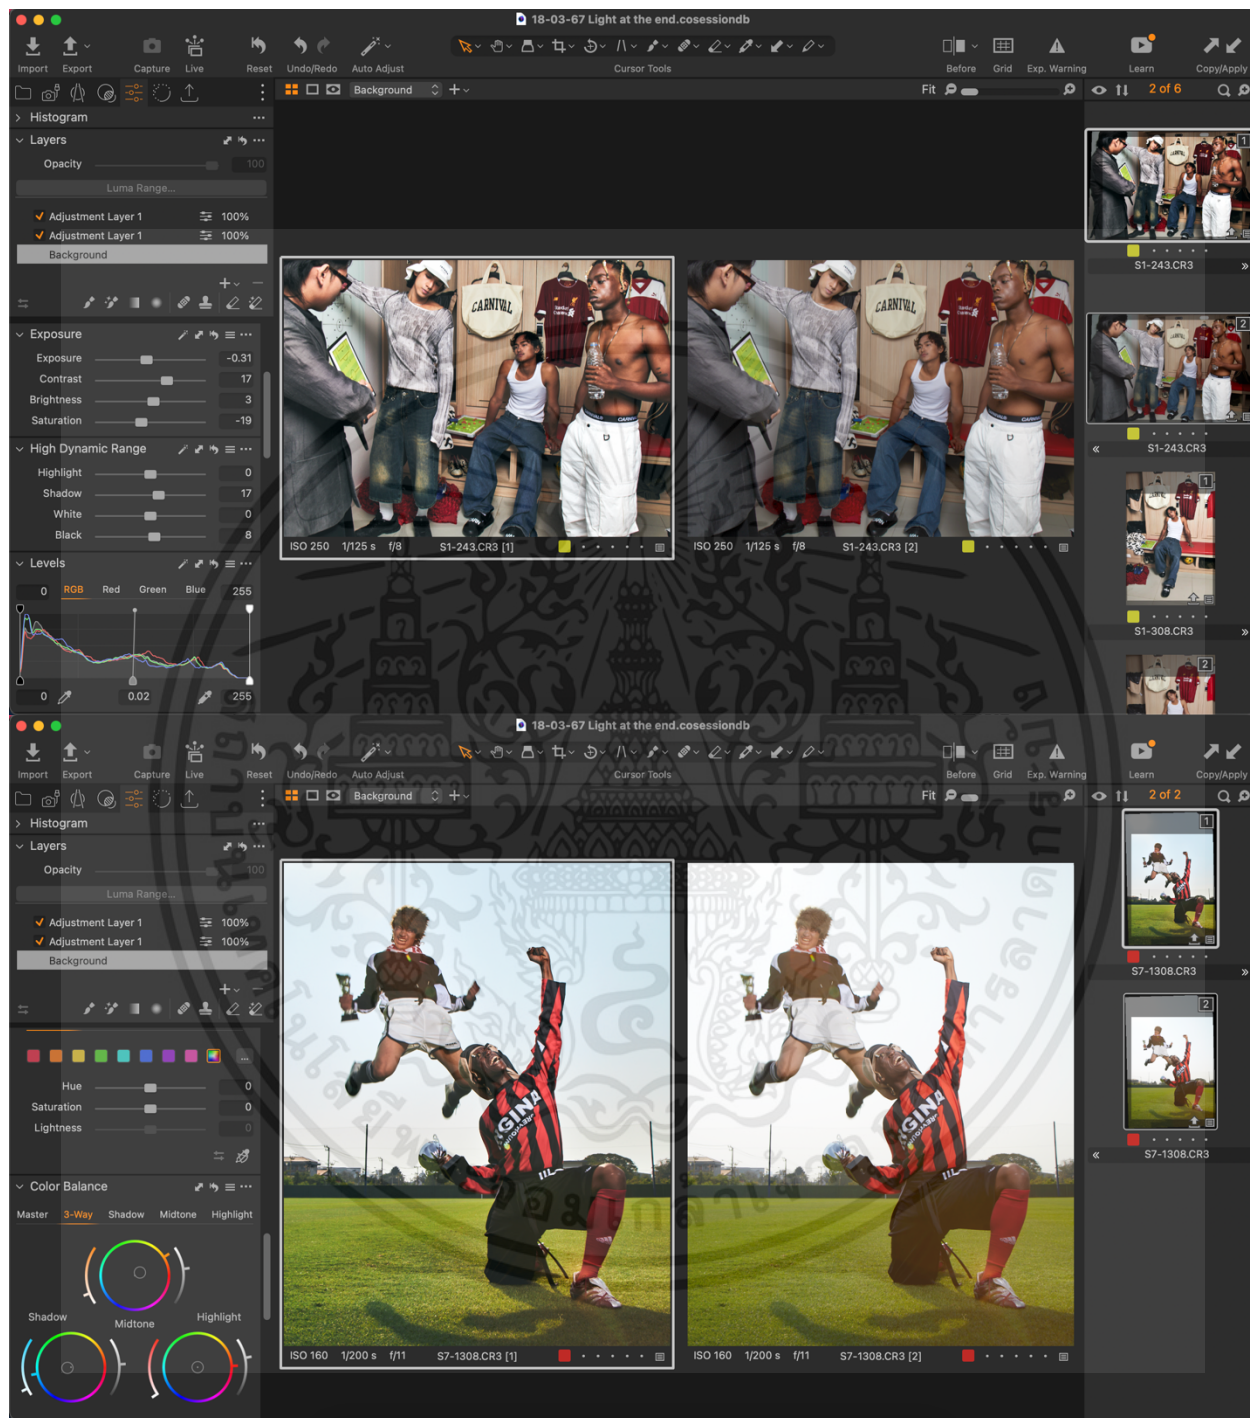 18-03-67 Light at the end.cosessiondb
Import Export Capture Live Reset Undo/Redo Auto Adjust Cursor Tools Before Grid Exp. Warning Learn Copy/Apply
Background Fit 2 of 6
Histogram
Layers
Opacity 100
Luma Range...
Adjustment Layer 1 100%
Adjustment Layer 1 100%
Background
Exposure
Exposure -0.31
Contrast 17
Brightness 3
Saturation -19
High Dynamic Range
Highlight 0
Shadow 17
White 0
Black 8
Levels
0 RGB Red Green Blue 255
0 0.02 255
CARNIVAL
CARNIVAL
ISO 250 1/125 s f/8 S1-243.CR3 [1]
ISO 250 1/125 s f/8 S1-243.CR3 [2]
1
S1-243.CR3
2
S1-243.CR3
1
S1-308.CR3
2
18-03-67 Light at the end.cosessiondb
Import Export Capture Live Reset Undo/Redo Auto Adjust Cursor Tools Before Grid Exp. Warning Learn Copy/Apply
Background Fit 2 of 2
Histogram
Layers
Opacity 100
Luma Range...
Adjustment Layer 1 100%
Adjustment Layer 1 100%
Background
Hue 0
Saturation 0
Lightness 0
Color Balance
Master 3-Way Shadow Midtone Highlight
Shadow Midtone Highlight
GINA
GINA
ISO 160 1/200 s f/11 S7-1308.CR3 [1]
ISO 160 1/200 s f/11 S7-1308.CR3 [2]
1
S7-1308.CR3
2
S7-1308.CR3